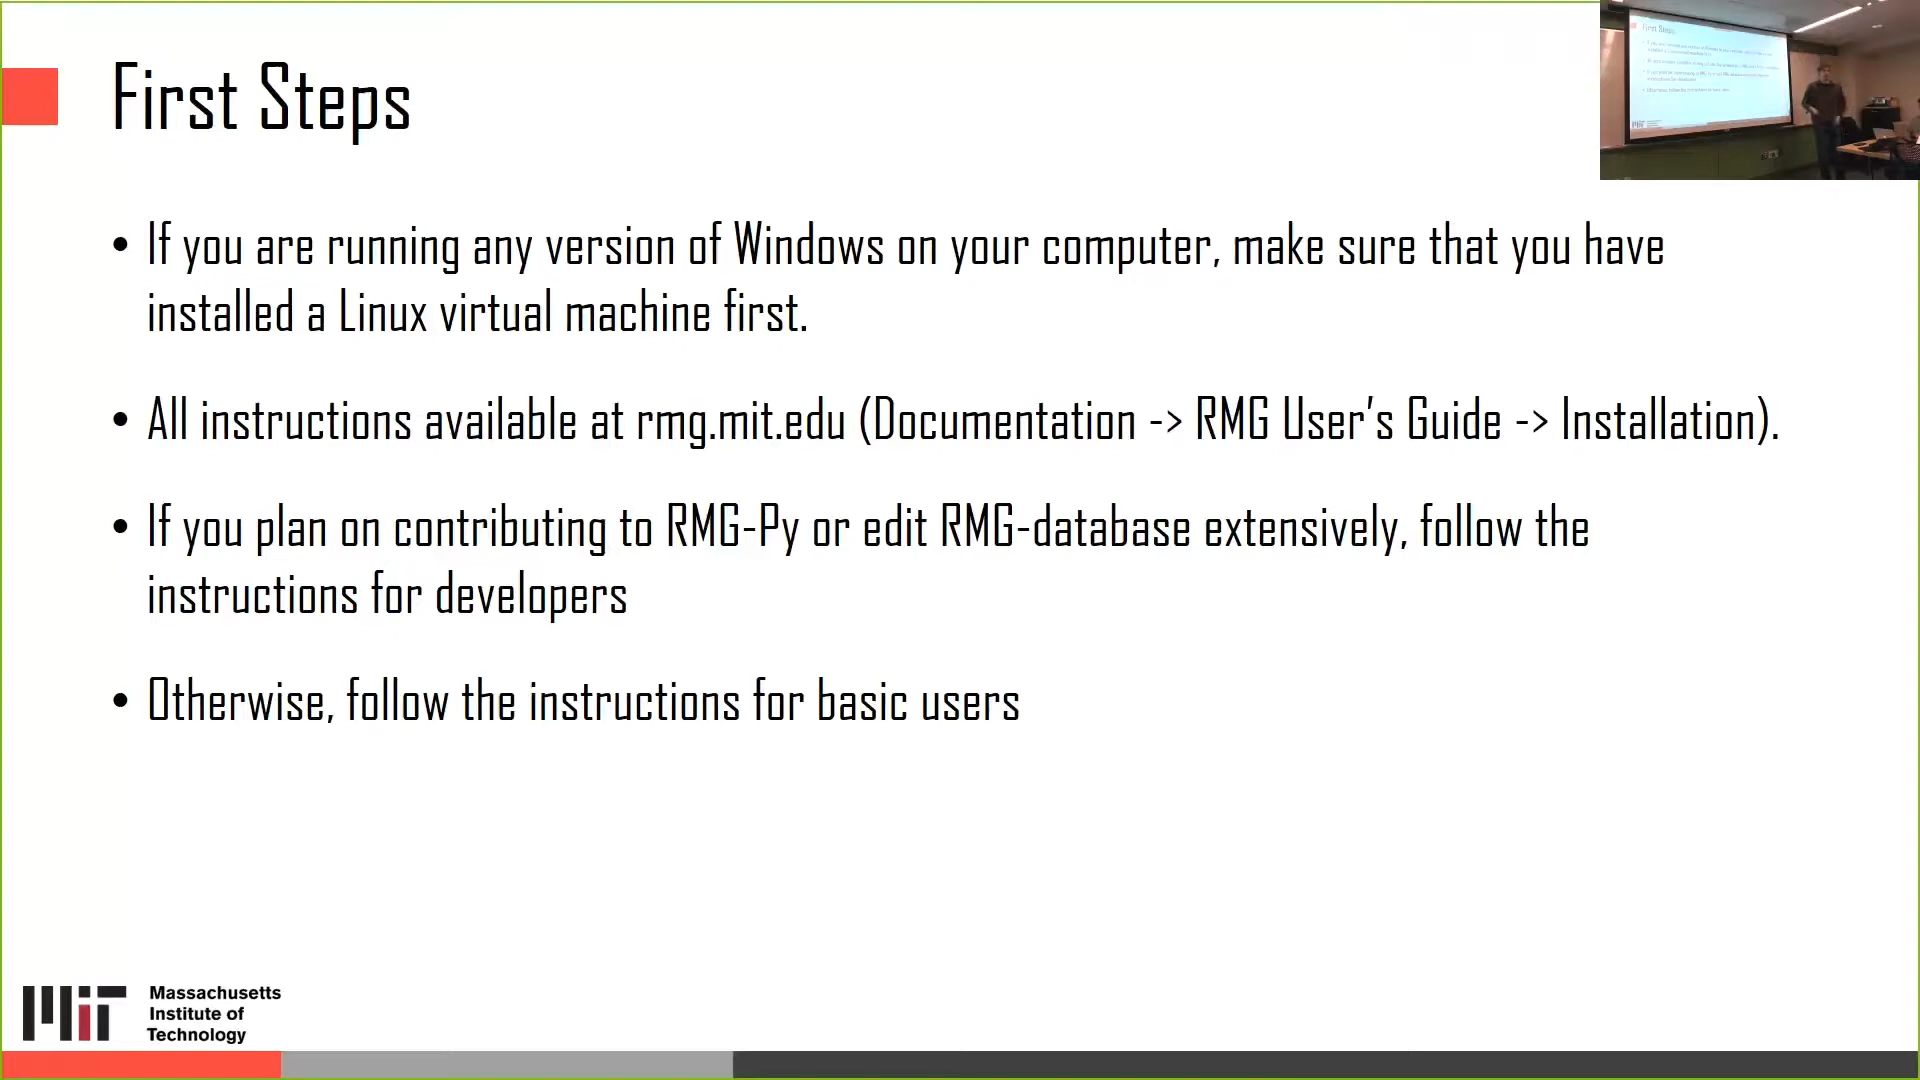 First Steps
• If you are running any version of Windows on your computer, make sure that you have
installed a Linux virtual machine first.
• All instructions available at rmg.mit.edu (Documentation -> RMG User's Guide -> Installation).
• If you plan on contributing to RMG-Py or edit RMG-database extensively, follow the
instructions for developers
• Otherwise, follow the instructions for basic users
Massachusetts
Institute of
Technology